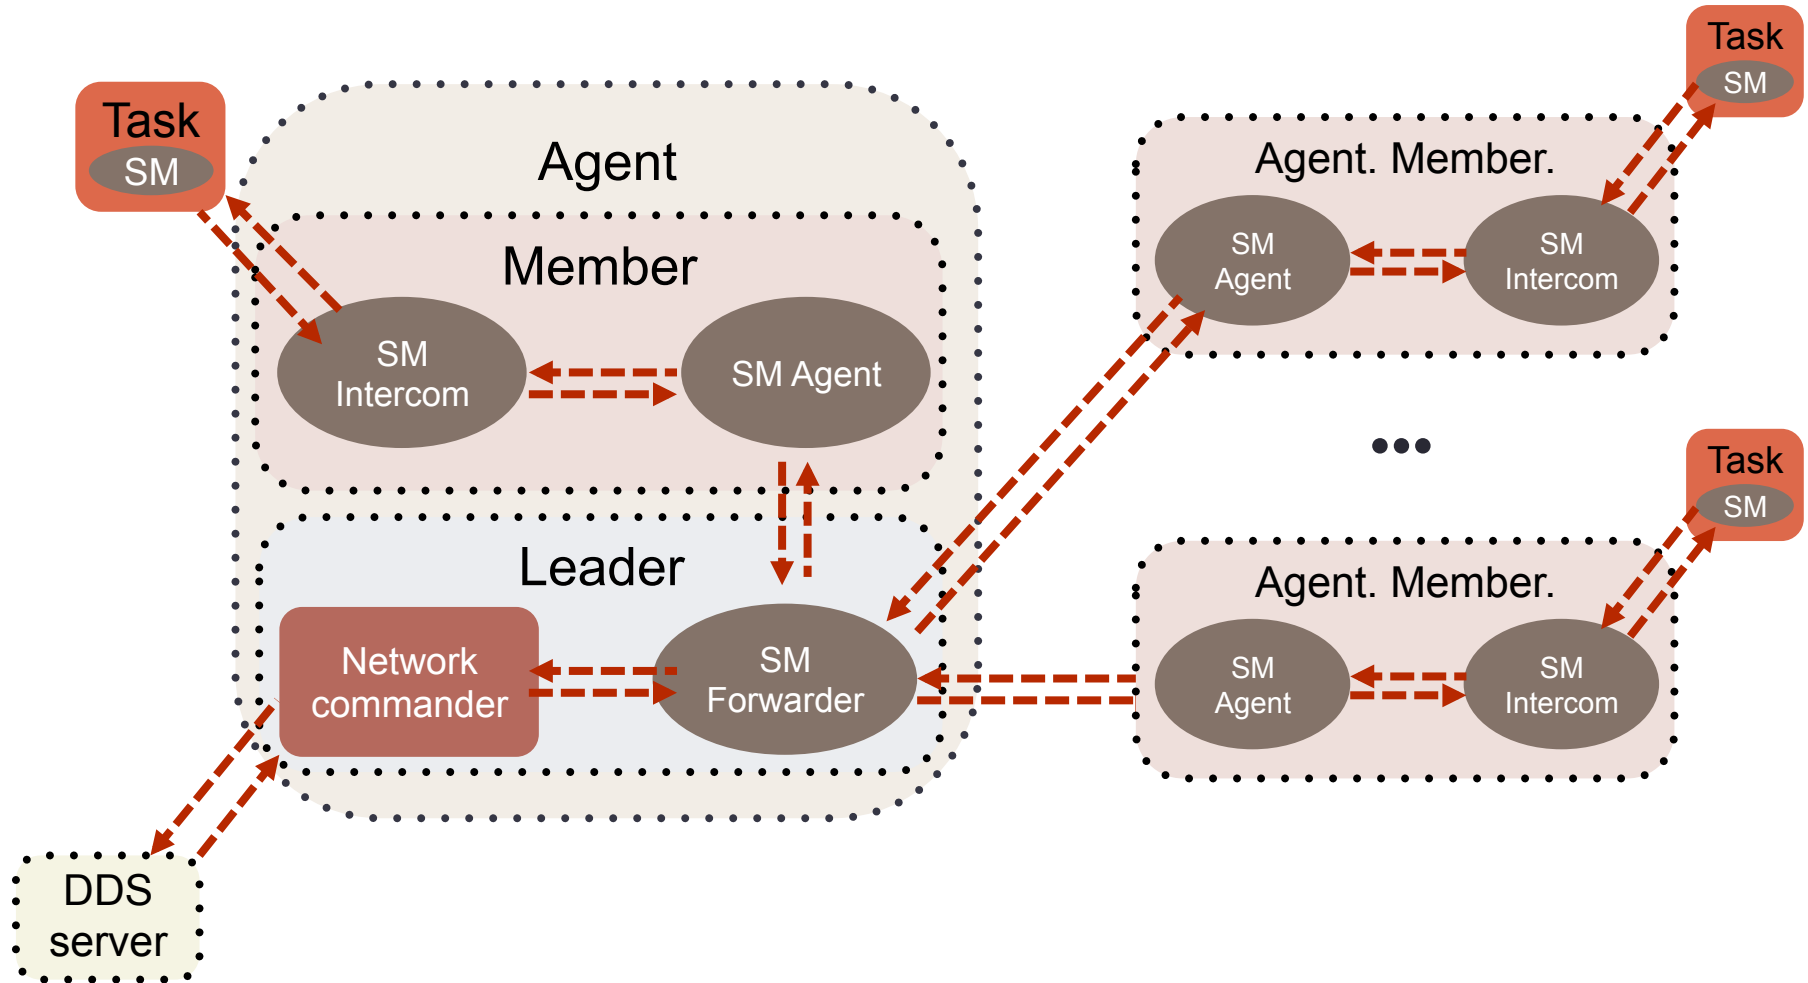 Task
SM
Agent
Member
SM
Intercom
SM Agent
Leader
Network
commander
SM
Forwarder
DDS
server
Task
SM
Agent. Member.
SM
Agent
SM
Intercom
•••
Task
SM
Agent. Member.
SM
Agent
SM
Intercom